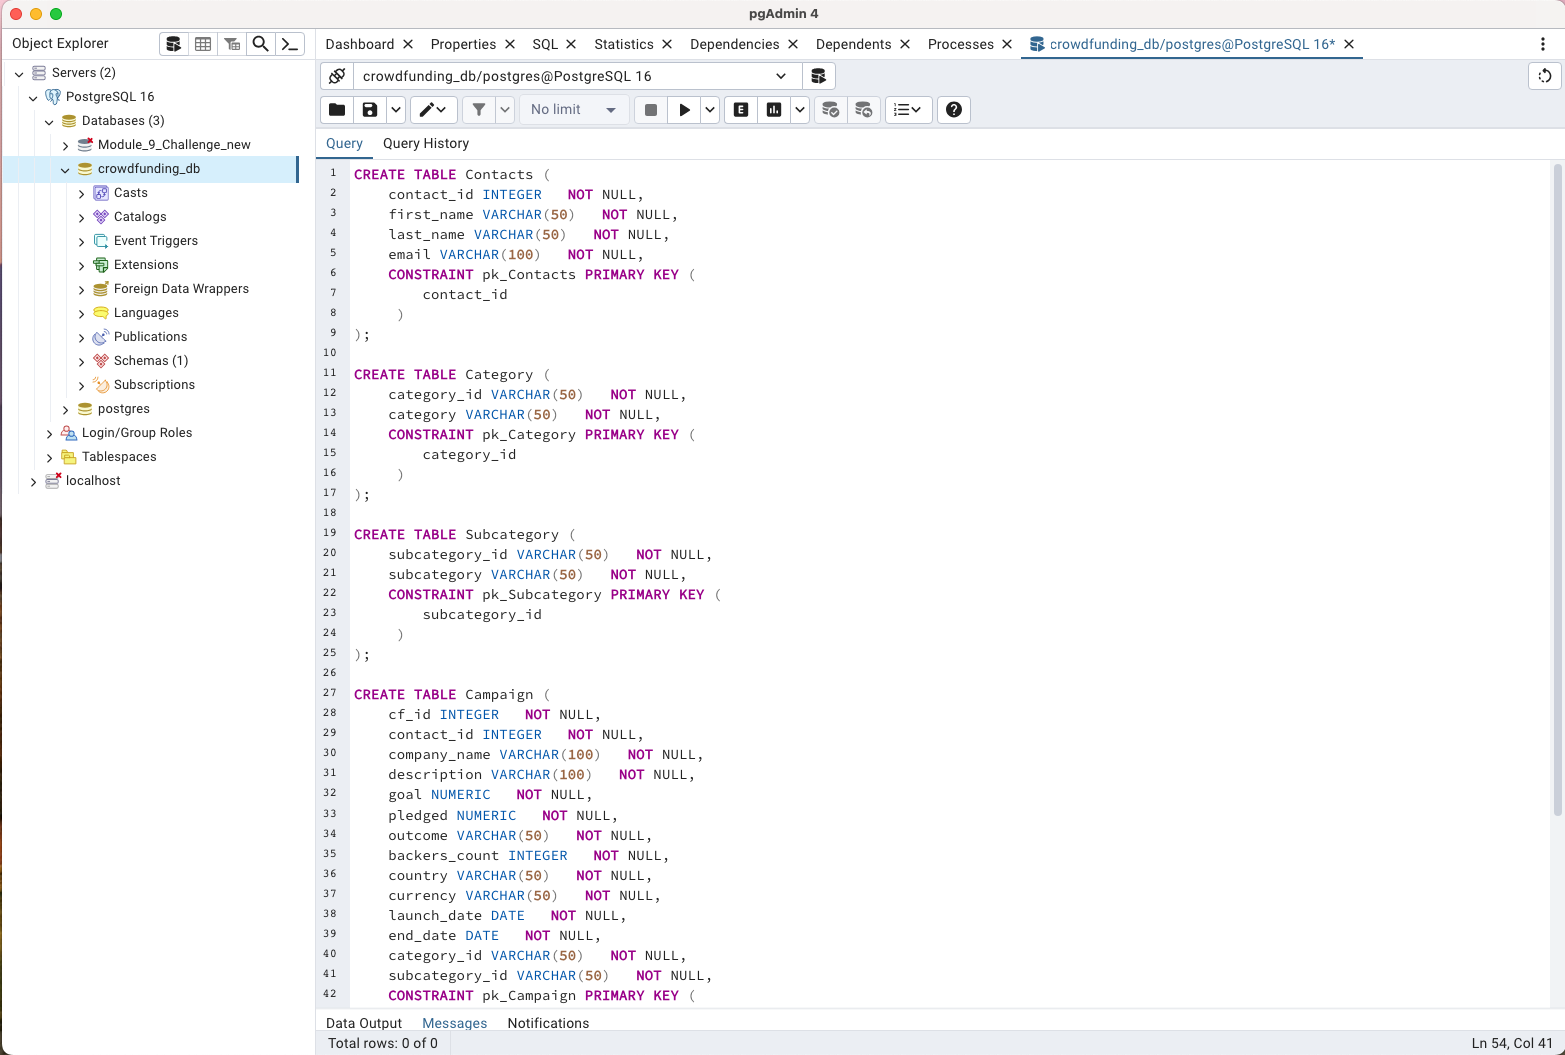 pgAdmin 4
Object Explorer
Dashboard Properties SQL Statistics Dependencies Dependents Processes crowdfunding_db/postgres@PostgreSQL 16*
Servers (2)
PostgreSQL 16
Databases (3)
Module_9_Challenge_new
crowdfunding_db
Casts
Catalogs
Event Triggers
Extensions
Foreign Data Wrappers
Languages
Publications
Schemas (1)
Subscriptions
postgres
Login/Group Roles
Tablespaces
localhost
crowdfunding_db/postgres@PostgreSQL 16
No limit
E
Query Query History
1 CREATE TABLE Contacts (
2 contact_id INTEGER NOT NULL,
3 first_name VARCHAR(50) NOT NULL,
4 last_name VARCHAR(50) NOT NULL,
5 email VARCHAR(100) NOT NULL,
6 CONSTRAINT pk_Contacts PRIMARY KEY (
7 contact_id
8 )
9 );
10
11 CREATE TABLE Category (
12 category_id VARCHAR(50) NOT NULL,
13 category VARCHAR(50) NOT NULL,
14 CONSTRAINT pk_Category PRIMARY KEY (
15 category_id
16 )
17 );
18
19 CREATE TABLE Subcategory (
20 subcategory_id VARCHAR(50) NOT NULL,
21 subcategory VARCHAR(50) NOT NULL,
22 CONSTRAINT pk_Subcategory PRIMARY KEY (
23 subcategory_id
24 )
25 );
26
27 CREATE TABLE Campaign (
28 cf_id INTEGER NOT NULL,
29 contact_id INTEGER NOT NULL,
30 company_name VARCHAR(100) NOT NULL,
31 description VARCHAR(100) NOT NULL,
32 goal NUMERIC NOT NULL,
33 pledged NUMERIC NOT NULL,
34 outcome VARCHAR(50) NOT NULL,
35 backers_count INTEGER NOT NULL,
36 country VARCHAR(50) NOT NULL,
37 currency VARCHAR(50) NOT NULL,
38 launch_date DATE NOT NULL,
39 end_date DATE NOT NULL,
40 category_id VARCHAR(50) NOT NULL,
41 subcategory_id VARCHAR(50) NOT NULL,
42 CONSTRAINT pk_Campaign PRIMARY KEY (
Data Output Messages Notifications
Total rows: 0 of 0
Ln 54, Col 41